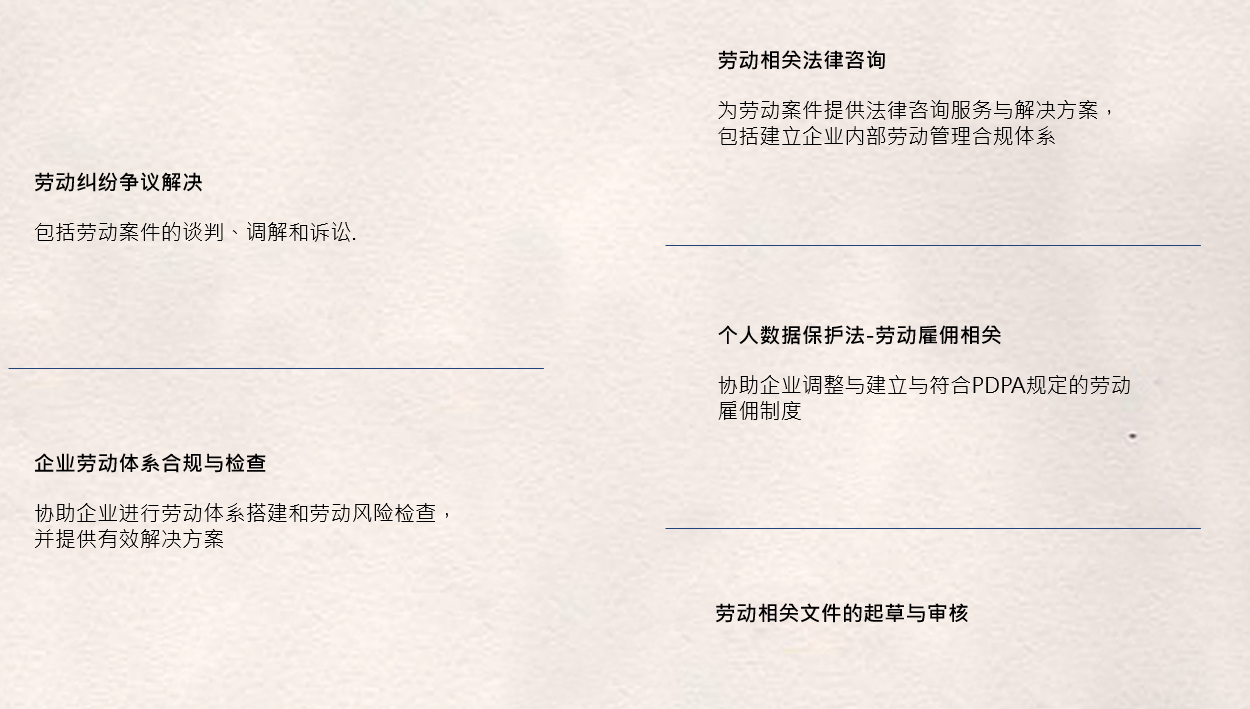 劳动纠纷争议解决
包括劳动案件的谈判、调解和诉讼.
企业劳动体系合规与检查
协助企业进行劳动体系搭建和劳动风险检查，
并提供有效解决方案
劳动相关法律咨询
为劳动案件提供法律咨询服务与解决方案，
包括建立企业内部劳动管理合规体系
个人数据保护法-劳动雇佣相关
协助企业调整与建立与符合PDPA规定的劳动
雇佣制度
劳动相关文件的起草与审核